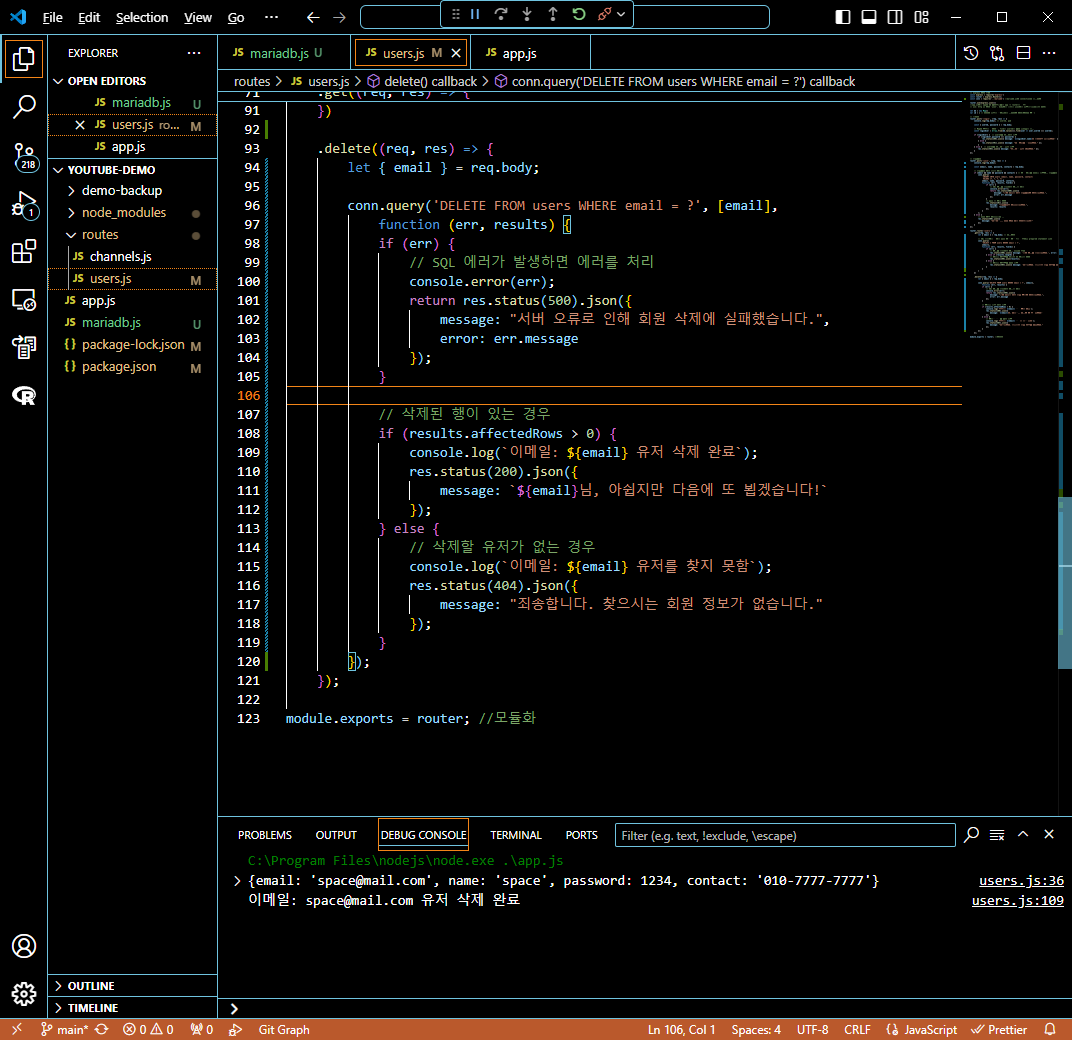 File Edit Selection View Go ···
EXPLORER ···
OPEN EDITORS
JS mariadb.js U
JS users.js ro... M
JS app.js
YOUTUBE-DEMO
demo-backup
node_modules
routes
JS channels.js
JS users.js M
JS app.js
JS mariadb.js U
{} package-lock.json M
{} package.json M
OUTLINE
TIMELINE
218
1
JS mariadb.js U JS users.js M JS app.js
routes > JS users.js > delete() callback > conn.query('DELETE FROM users WHERE email = ?') callback
91 })
92
93 .delete((req, res) => {
94 let { email } = req.body;
95
96 conn.query('DELETE FROM users WHERE email = ?', [email],
97 function (err, results) {
98 if (err) {
99 // SQL 에러가 발생하면 에러를 처리
100 console.error(err);
101 return res.status(500).json({
102 message: "서버 오류로 인해 회원 삭제에 실패했습니다.",
103 error: err.message
104 });
105 }
106
107 // 삭제된 행이 있는 경우
108 if (results.affectedRows > 0) {
109 console.log(`이메일: ${email} 유저 삭제 완료`);
110 res.status(200).json({
111 message: `${email}님, 아쉽지만 다음에 또 뵙겠습니다!`
112 });
113 } else {
114 // 삭제할 유저가 없는 경우
115 console.log(`이메일: ${email} 유저를 찾지 못함`);
116 res.status(404).json({
117 message: "죄송합니다. 찾으시는 회원 정보가 없습니다."
118 });
119 }
120 });
121 });
122
123 module.exports = router; //모듈화
PROBLEMS OUTPUT DEBUG CONSOLE TERMINAL PORTS Filter (e.g. text, !exclude, \escape)
C:\Program Files\nodejs\node.exe .\app.js
{email: 'space@mail.com', name: 'space', password: 1234, contact: '010-7777-7777'} users.js:36
이메일: space@mail.com 유저 삭제 완료 users.js:109
main* 0 0 0 Git Graph Ln 106, Col 1 Spaces: 4 UTF-8 CRLF {} JavaScript Prettier